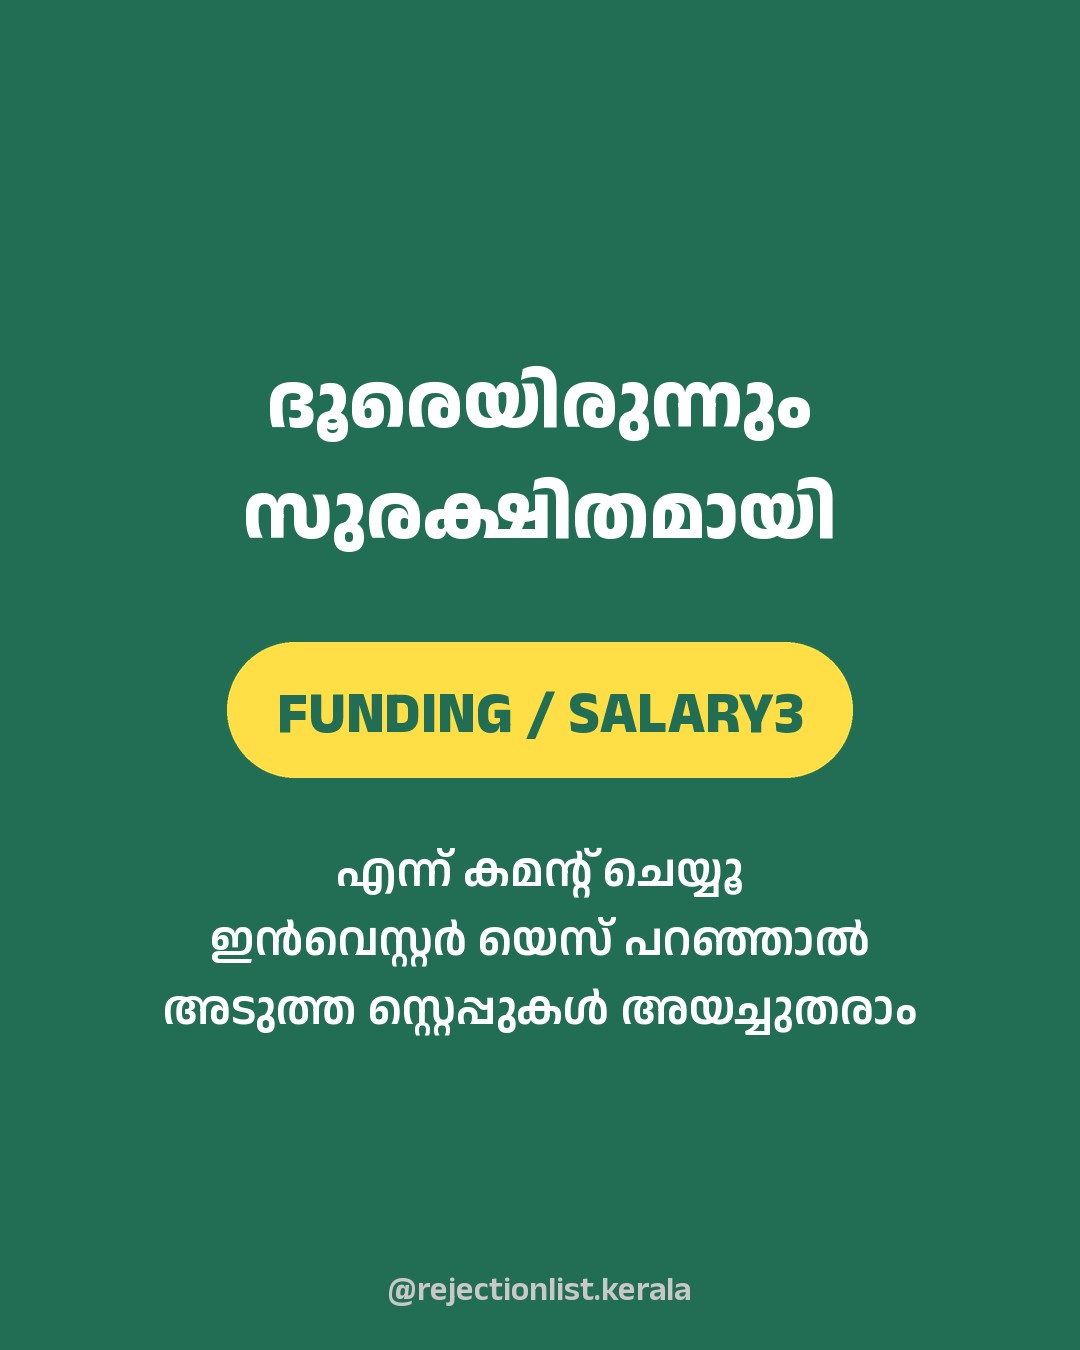 ദൂരെയിരുന്നും
സുരക്ഷിതമായി
FUNDING / SALARY3
എന്ന് കമന്റ് ചെയ്യൂ
ഇൻവെസ്റ്റർ യെസ് പറഞ്ഞാൽ
അടുത്ത സ്റ്റെപ്പുകൾ അയച്ചുതരാം
@rejectionlist.kerala